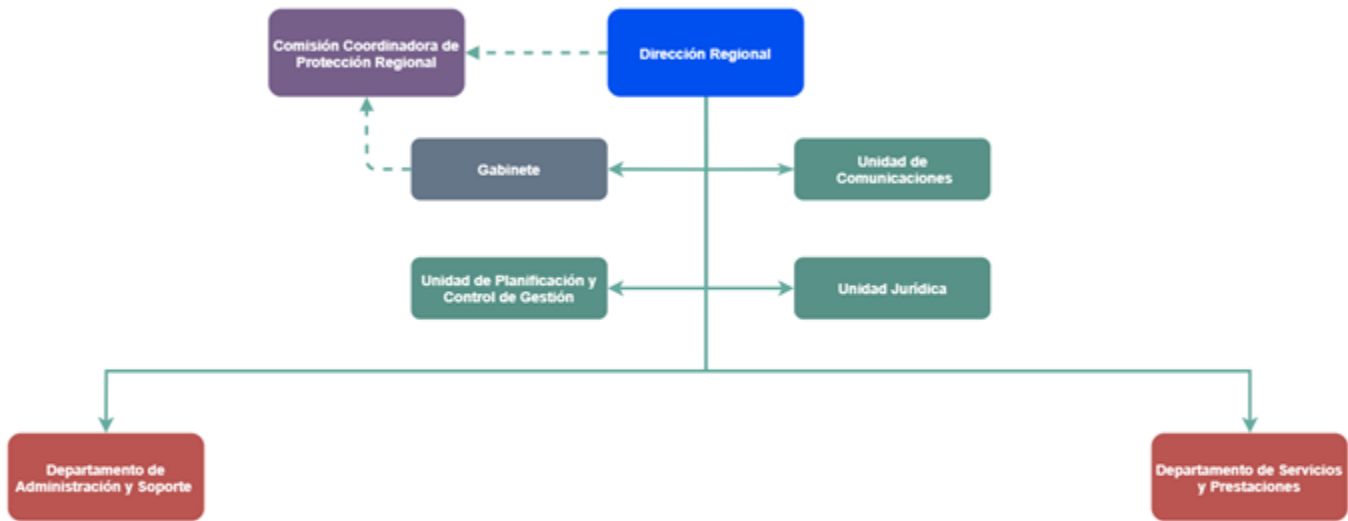 Comisión Coordinadora de
Protección Regional
Dirección Regional
Gabinete
Unidad de
Comunicaciones
Unidad de Planificación y
Control de Gestión
Unidad Jurídica
Departamento de
Administración y Soporte
Departamento de Servicios
y Prestaciones